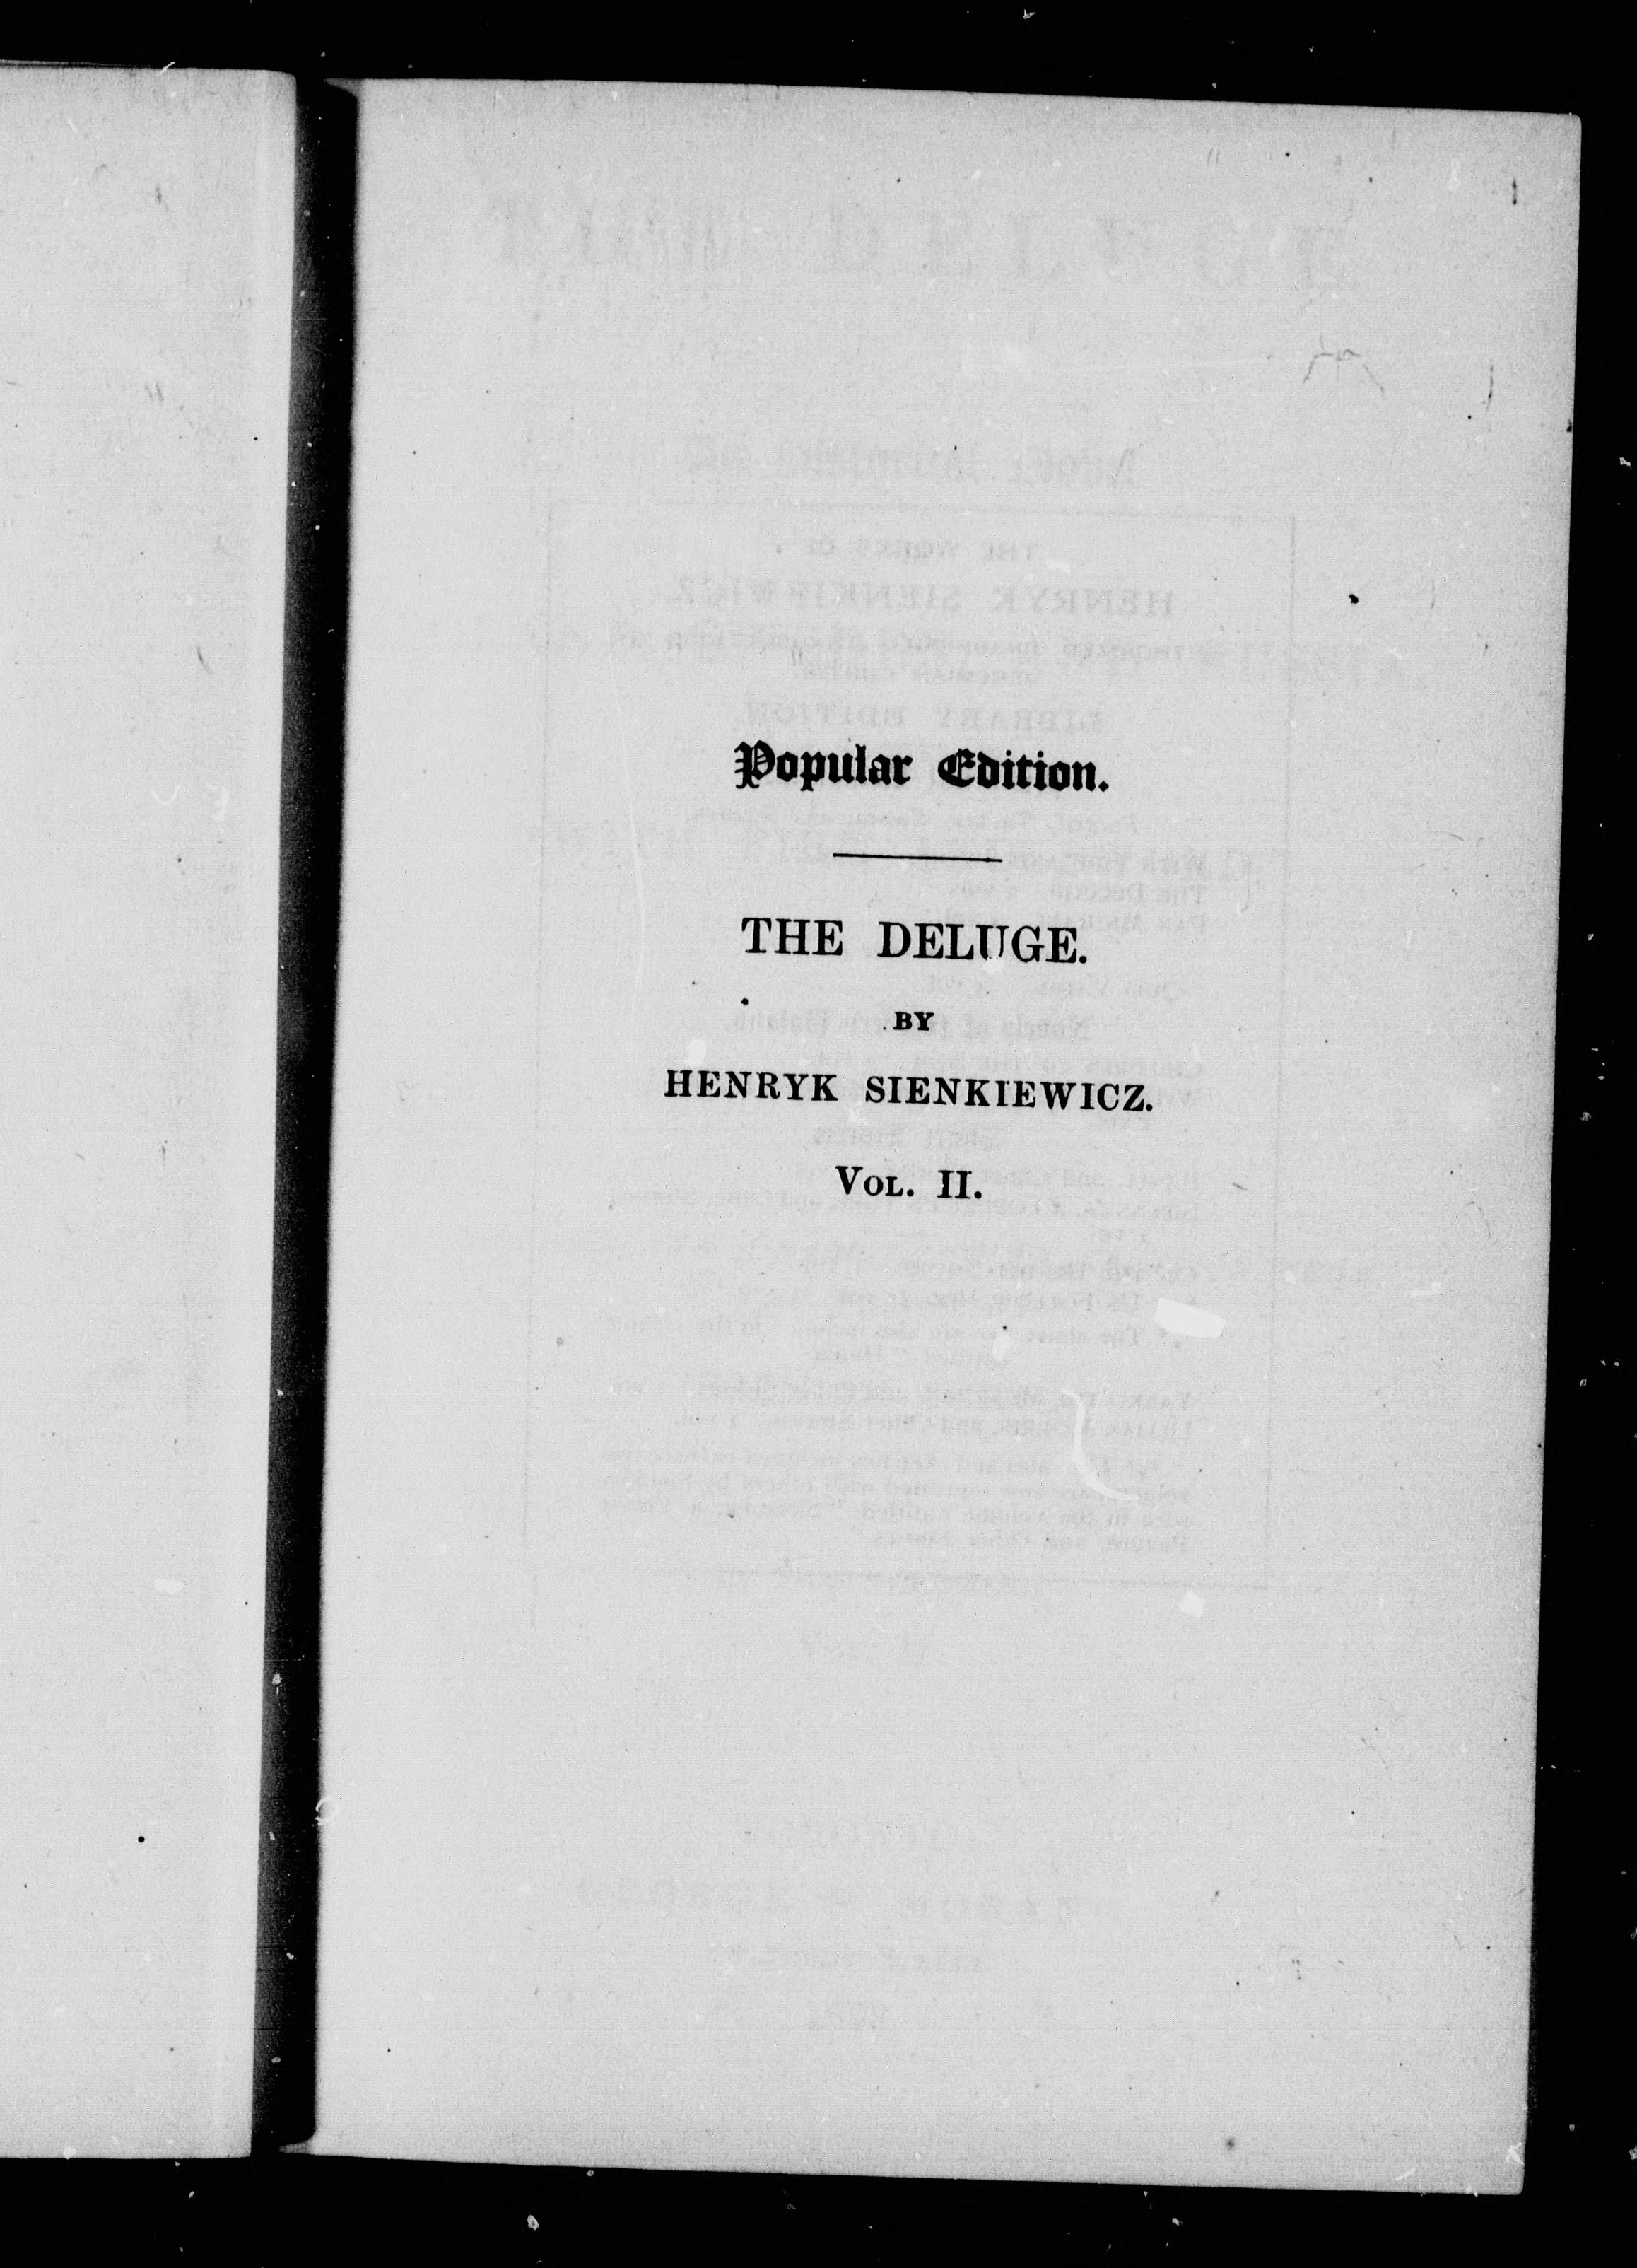 Popular Edition.
THE DELUGE.
BY
HENRYK SIENKIEWICZ.
VOL. II.